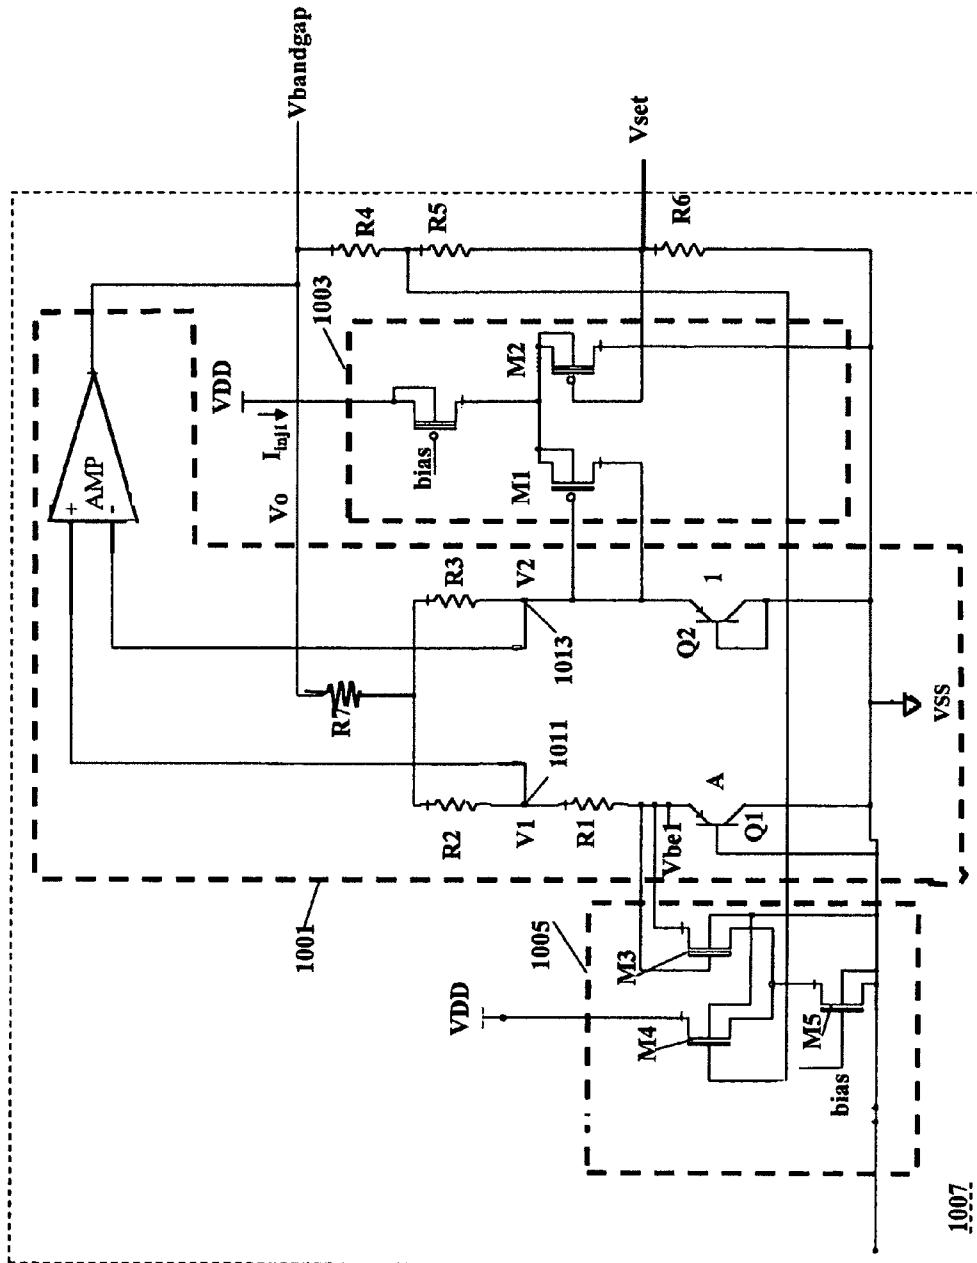 Vbandgap
Vset
R4
R5
R6
1003
VDD
Iinj1
Vo
bias
M1
M2
AMP
+
-
R7
R3
V2
1013
Q2
1
R2
V1
1011
R1
Vbe1
A
Q1
VSS
1001
1005
VDD
M3
M4
M5
bias
1007